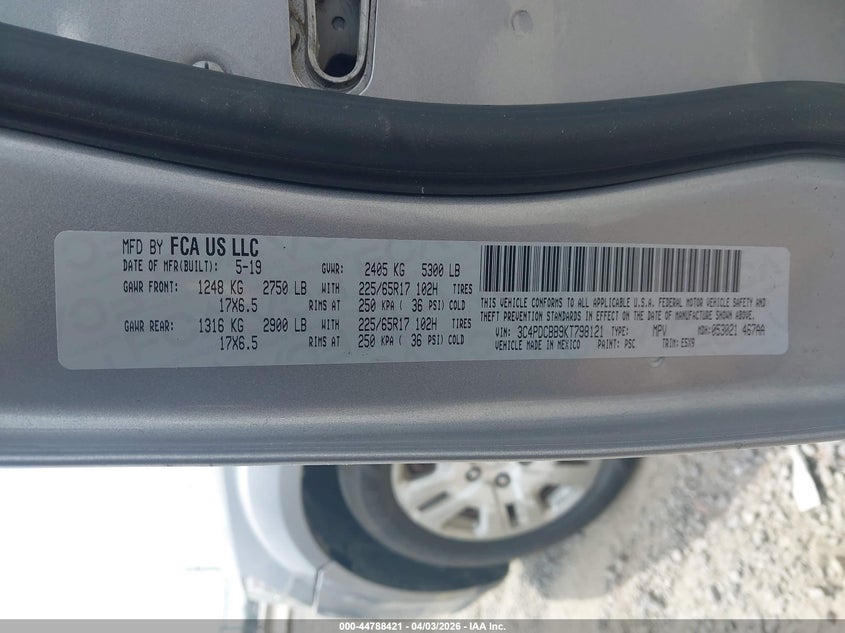 MFD BY FCA US LLC
DATE OF MFR(BUILT): 5-19 GVWR: 2405 KG 5300 LB
GAWR FRONT: 1248 KG 2750 LB WITH 225/65R17 102H TIRES
17X6.5 RIMS AT 250 KPA ( 36 PSI) COLD
GAWR REAR: 1316 KG 2900 LB WITH 225/65R17 102H TIRES
17X6.5 RIMS AT 250 KPA ( 36 PSI) COLD
THIS VEHICLE CONFORMS TO ALL APPLICABLE U.S.A. FEDERAL MOTOR VEHICLE SAFETY AND
THEFT PREVENTION STANDARDS IN EFFECT ON THE DATE OF MANUFACTURE SHOWN ABOVE.
VIN: 3C4PDCBB9KT798121 TYPE: MPV MDH: 053021 467AA
VEHICLE MADE IN MEXICO PAINT: PSC TRIM: E5X9
000-44788421 | 04/03/2026 - IAA Inc.